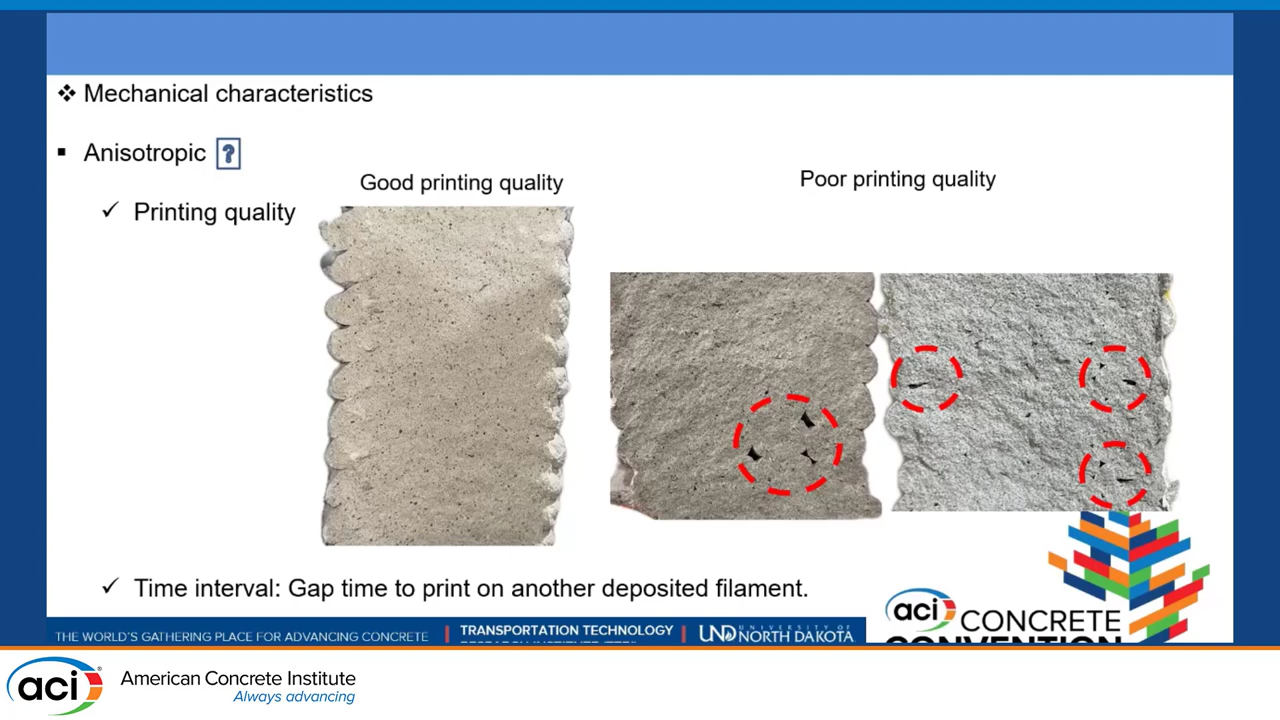 ❖ Mechanical characteristics
▪ Anisotropic ?
Good printing quality
Poor printing quality
✓ Printing quality
✓ Time interval: Gap time to print on another deposited filament.
THE WORLD'S GATHERING PLACE FOR ADVANCING CONCRETE
TRANSPORTATION TECHNOLOGY
UND UNIVERSITY OF
NORTH DAKOTA
aci CONCRETE
CONVENTION
aci® American Concrete Institute
Always advancing